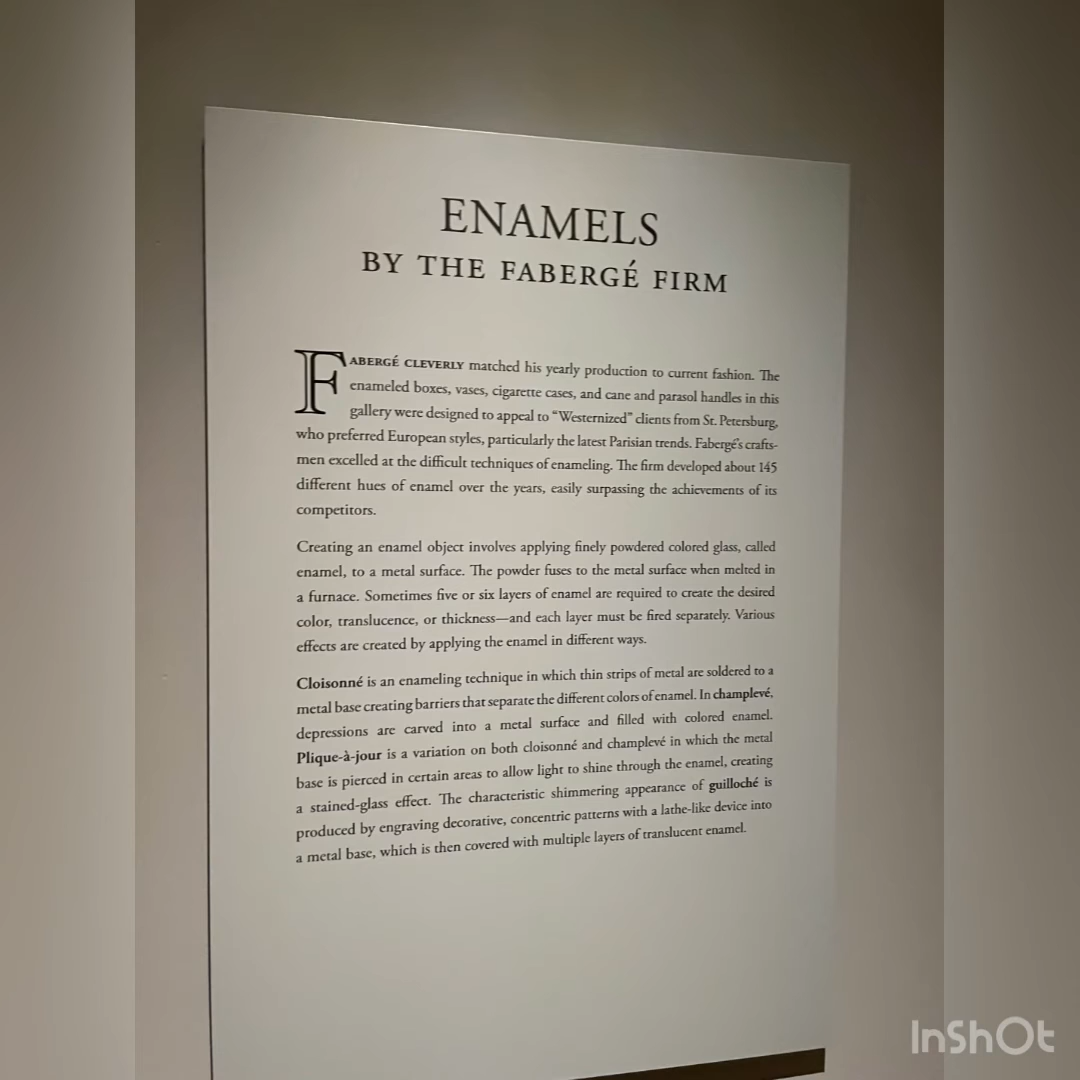 ENAMELS
BY THE FABERGÉ FIRM
FABERGÉ CLEVERLY matched his yearly production to current fashion. The
enameled boxes, vases, cigarette cases, and cane and parasol handles in this
gallery were designed to appeal to “Westernized” clients from St. Petersburg,
who preferred European styles, particularly the latest Parisian trends. Fabergé’s crafts-
men excelled at the difficult techniques of enameling. The firm developed about 145
different hues of enamel over the years, easily surpassing the achievements of its
competitors.
Creating an enamel object involves applying finely powdered colored glass, called
enamel, to a metal surface. The powder fuses to the metal surface when melted in
a furnace. Sometimes five or six layers of enamel are required to create the desired
color, translucence, or thickness—and each layer must be fired separately. Various
effects are created by applying the enamel in different ways.
Cloisonné is an enameling technique in which thin strips of metal are soldered to a
metal base creating barriers that separate the different colors of enamel. In champlevé,
depressions are carved into a metal surface and filled with colored enamel.
Plique-à-jour is a variation on both cloisonné and champlevé in which the metal
base is pierced in certain areas to allow light to shine through the enamel, creating
a stained-glass effect. The characteristic shimmering appearance of guilloché is
produced by engraving decorative, concentric patterns with a lathe-like device into
a metal base, which is then covered with multiple layers of translucent enamel.
InShOt